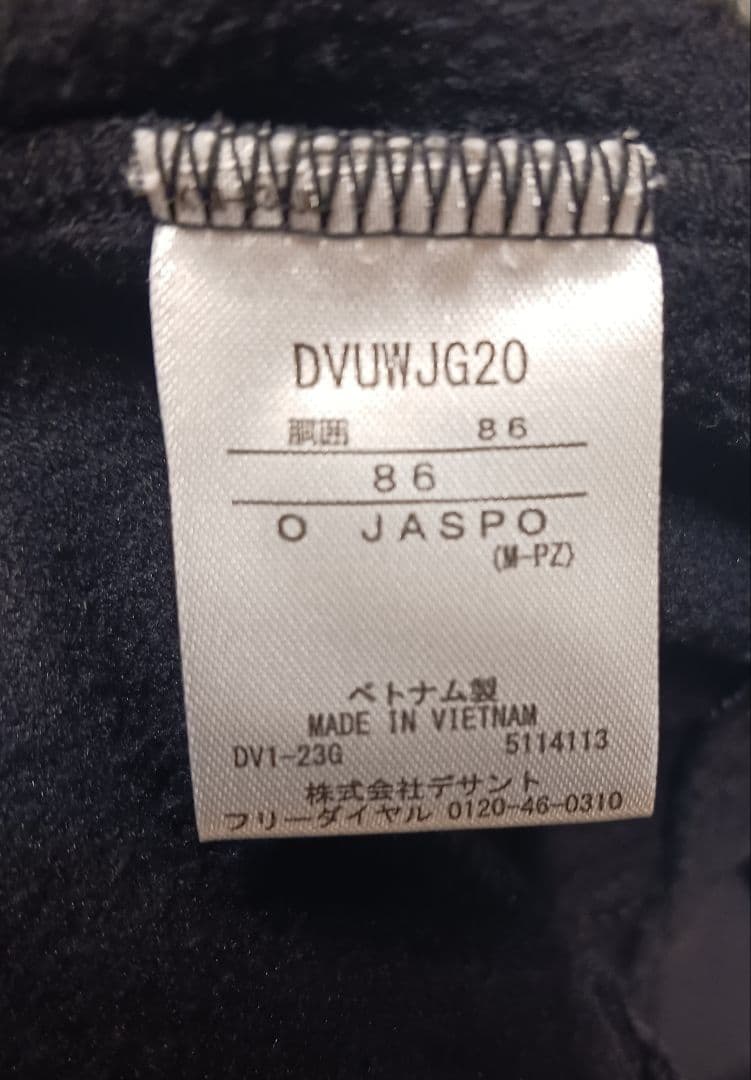 DVUWJG20
胴囲 86
86
O JASPO
(M-PZ)
ベトナム製
MADE IN VIETNAM
DV1-23G 5114113
株式会社デサント
フリーダイヤル 0120-46-0310